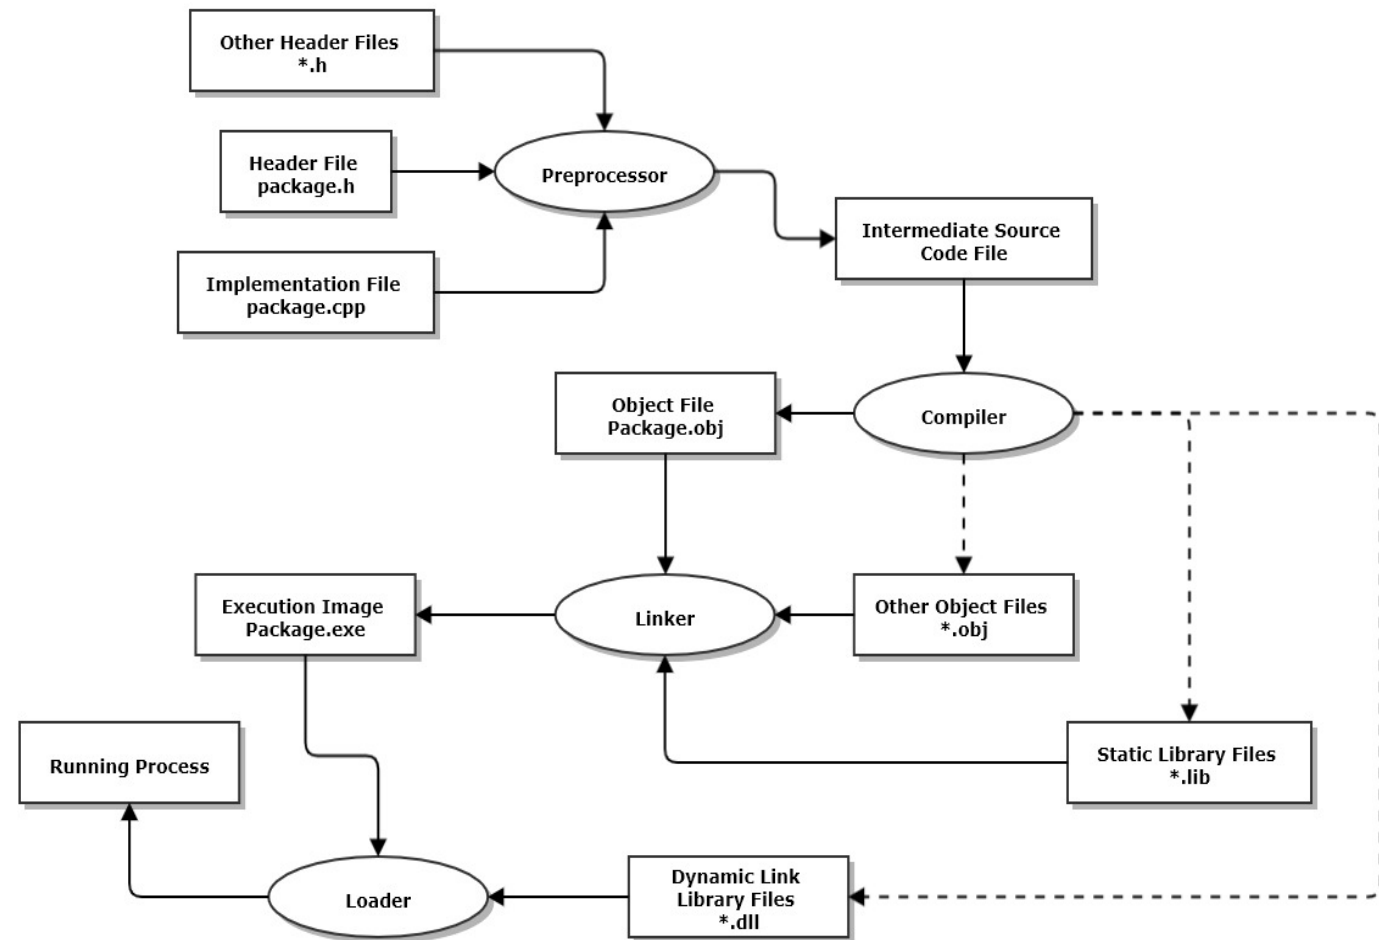 Other Header Files
*.h
Header File
package.h
Preprocessor
Implementation File
package.cpp
Intermediate Source
Code File
Object File
Package.obj
Compiler
Execution Image
Package.exe
Linker
Other Object Files
*.obj
Running Process
Static Library Files
*.lib
Loader
Dynamic Link
Library Files
*.dll